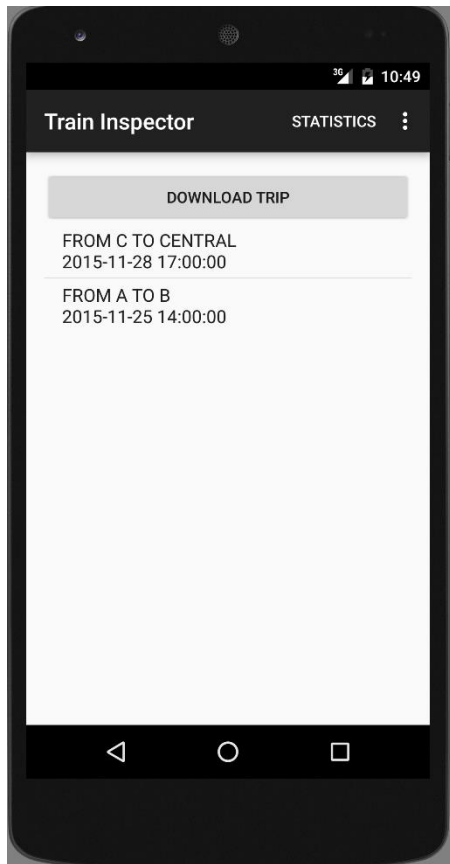 3G 10:49
Train Inspector STATISTICS
DOWNLOAD TRIP
FROM C TO CENTRAL
2015-11-28 17:00:00
FROM A TO B
2015-11-25 14:00:00